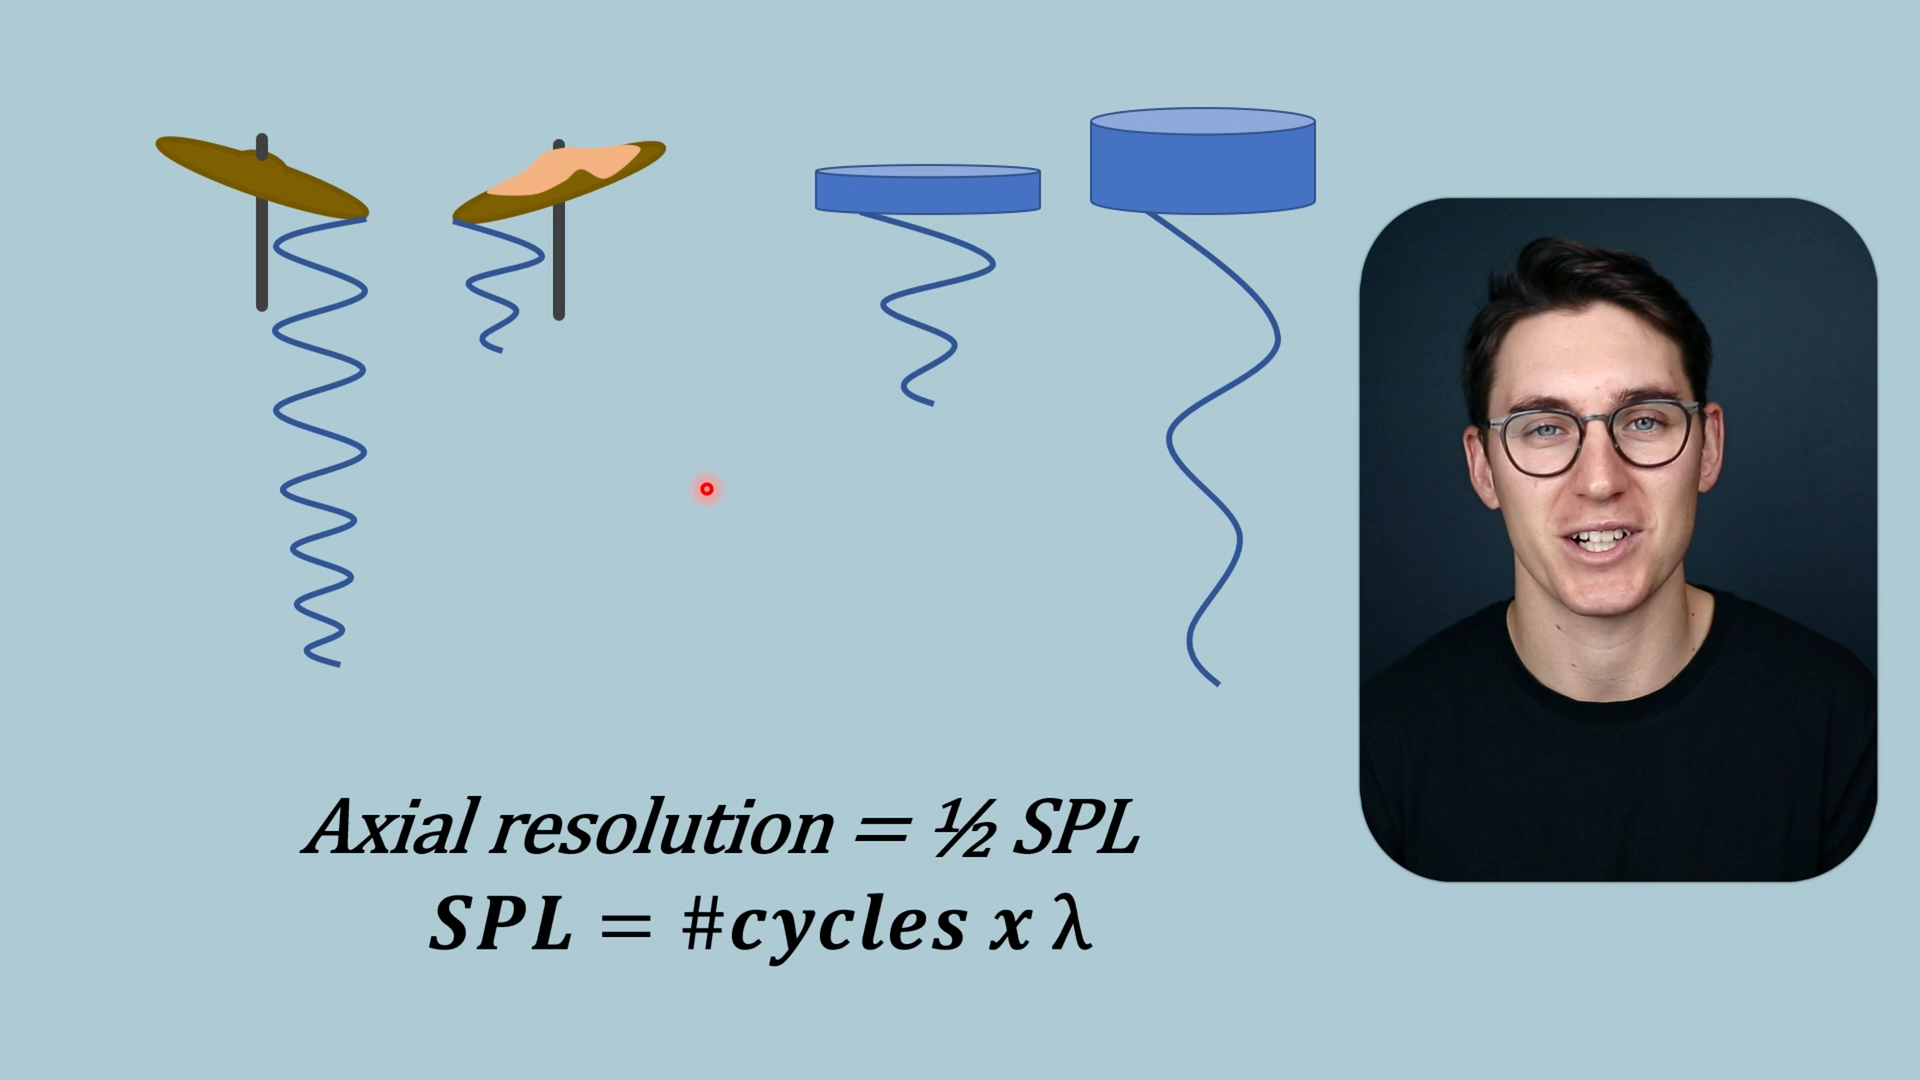 Axial resolution = ½ SPL
SPL = #cycles x λ